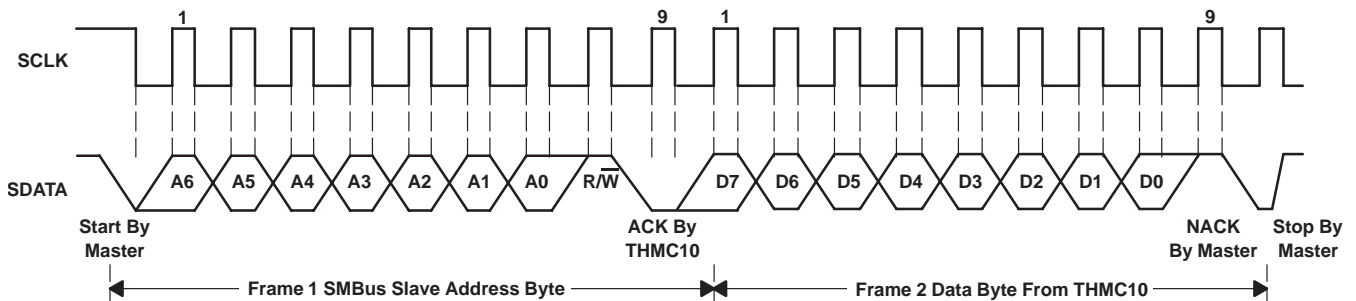 1 9 1 9
SCLK
SDATA
A6 A5 A4 A3 A2 A1 A0 R/W̅ D7 D6 D5 D4 D3 D2 D1 D0
Start By
Master
ACK By
THMC10
NACK
By Master
Stop By
Master
Frame 1 SMBus Slave Address Byte
Frame 2 Data Byte From THMC10